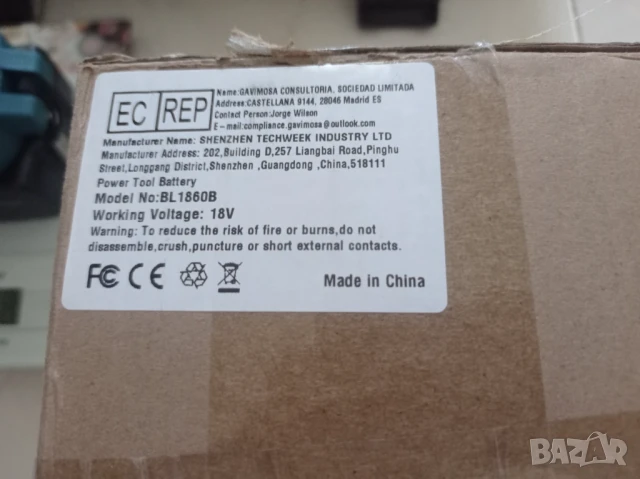 EC REP
Name: GAVIMOSA CONSULTORIA, SOCIEDAD LIMITADA
Address: CASTELLANA 9144, 28046 Madrid ES
Contact Person: Jorge Wilson
E-mail: compliance.gavimosa@outlook.com
Manufacturer Name: SHENZHEN TECHWEEK INDUSTRY LTD
Manufacturer Address: 202,Building D,257 Liangbai Road,Pinghu
Street,Longgang District,Shenzhen ,Guangdong ,China,518111
Power Tool Battery
Model No:BL1860B
Working Voltage: 18V
Warning: To reduce the risk of fire or burns,do not
disassemble,crush,puncture or short external contacts.
FC CE
Made in China
BAZAR